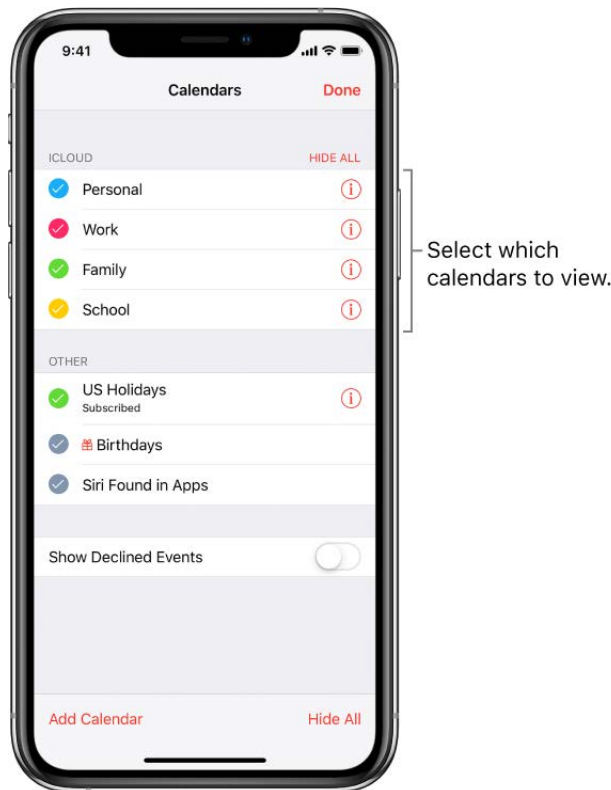 9:41
Calendars
Done
ICLOUD
HIDE ALL
Personal
Work
Family
School
Select which
calendars to view.
OTHER
US Holidays
Subscribed
Birthdays
Siri Found in Apps
Show Declined Events
Add Calendar
Hide All